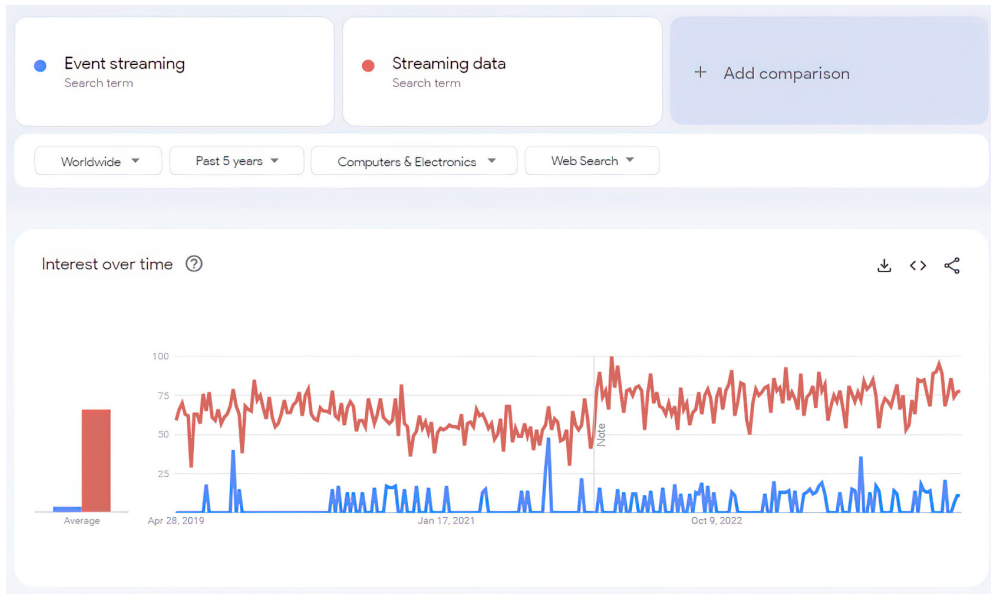 Event streaming
Search term
Streaming data
Search term
+ Add comparison
Worldwide
Past 5 years
Computers & Electronics
Web Search
Interest over time
100
75
50
25
Note
Average
Apr 28, 2019
Jan 17, 2021
Oct 9, 2022